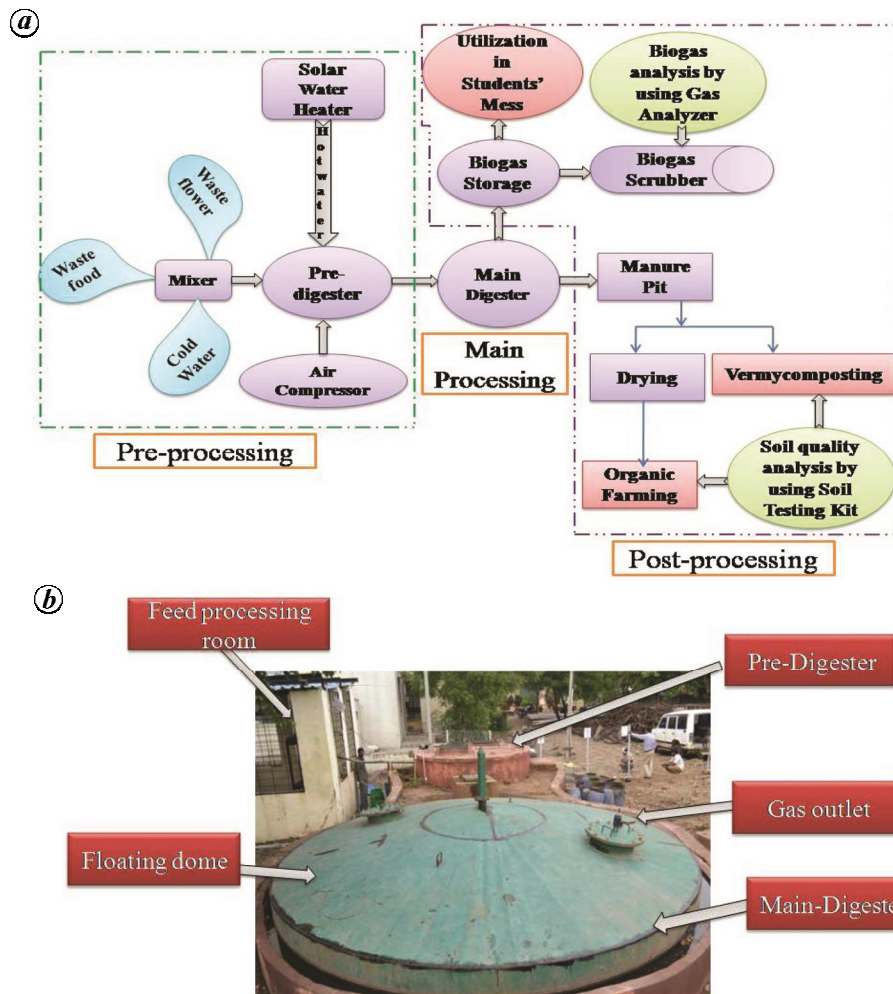 a
Solar
Water
Heater
Hot water
Waste
flower
Waste
food
Mixer
Cold
Water
Pre-
digester
Air
Compressor
Pre-processing
Utilization
in
Students'
Mess
Biogas
analysis by
using Gas
Analyzer
Biogas
Storage
Biogas
Scrubber
Main
Digester
Main
Processing
Manure
Pit
Drying
Vermycomposting
Organic
Farming
Soil quality
analysis by
using Soil
Testing Kit
Post-processing
b
Feed processing
room
Pre-Digester
Gas outlet
Floating dome
Main-Digeste